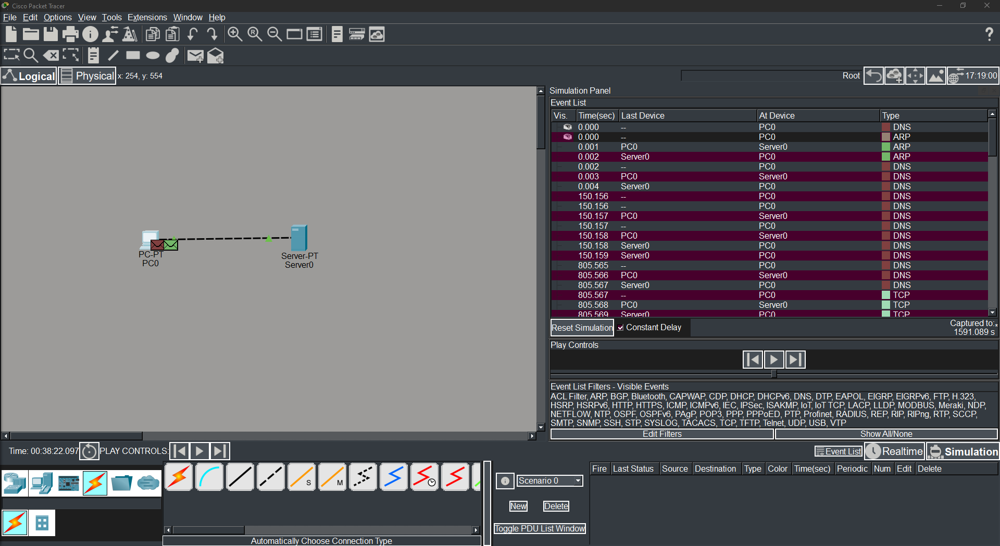 Cisco Packet Tracer
File Edit Options View Tools Extensions Window Help
Logical Physical x: 254, y: 554
Root 17:19:00
Simulation Panel
Event List
Vis. Time(sec) Last Device At Device Type
0.000 -- PC0 DNS
0.000 -- PC0 ARP
0.001 PC0 Server0 ARP
0.002 Server0 PC0 ARP
0.002 -- PC0 DNS
0.003 PC0 Server0 DNS
0.004 Server0 PC0 DNS
150.156 -- PC0 DNS
150.156 -- PC0 DNS
150.157 PC0 Server0 DNS
150.157 -- PC0 DNS
150.158 PC0 Server0 DNS
150.158 Server0 PC0 DNS
150.159 Server0 PC0 DNS
805.565 -- PC0 DNS
805.566 PC0 Server0 DNS
805.567 Server0 PC0 DNS
805.567 -- PC0 TCP
805.568 PC0 Server0 TCP
805.569 Server0 PC0 TCP
PC-PT
PC0
Server-PT
Server0
Reset Simulation Constant Delay
Captured to:*
1591.089 s
Play Controls
Event List Filters - Visible Events
ACL Filter, ARP, BGP, Bluetooth, CAPWAP, CDP, DHCP, DHCPv6, DNS, DTP, EAPOL, EIGRP, EIGRPv6, FTP, H.323,
HSRP, HSRPv6, HTTP, HTTPS, ICMP, ICMPv6, IEC, IPSec, ISAKMP, IoT, IoT TCP, LACP, LLDP, MODBUS, Meraki, NDP,
NETFLOW, NTP, OSPF, OSPFv6, PAgP, POP3, PPP, PPPoED, PTP, Profinet, RADIUS, REP, RIP, RIPng, RTP, SCCP,
SMTP, SNMP, SSH, STP, SYSLOG, TACACS, TCP, TFTP, Telnet, UDP, USB, VTP
Edit Filters Show All/None
Time: 00:38:22.097 PLAY CONTROLS:
Event List Realtime Simulation
S M
Automatically Choose Connection Type
Scenario 0
New Delete
Toggle PDU List Window
Fire Last Status Source Destination Type Color Time(sec) Periodic Num Edit Delete